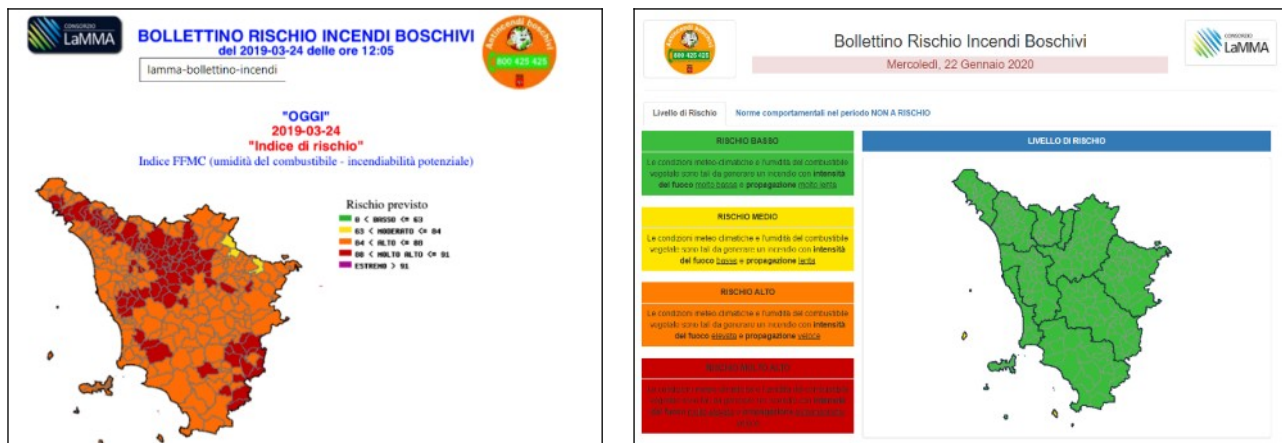 CONSORZIO
LaMMA
BOLLETTINO RISCHIO INCENDI BOSCHIVI
del 2019-03-24 delle ore 12:05
lamma-bollettino-incendi
Antincendi boschivi
800 425 425
"OGGI"
2019-03-24
"Indice di rischio"
Indice FFMC (umidità del combustibile - incendiabilità potenziale)
Rischio previsto
0 < BASSO <= 63
63 < MODERATO <= 84
84 < ALTO <= 88
88 < MOLTO ALTO <= 91
ESTREMO > 91
Antincendi boschivi
800 425 425
Bollettino Rischio Incendi Boschivi
Mercoledì, 22 Gennaio 2020
CONSORZIO
LaMMA
Livello di Rischio
Norme comportamentali nel periodo NON A RISCHIO
RISCHIO BASSO
Le condizioni meteo-climatiche e l'umidità del combustibile
vegetale sono tali da generare un incendio con intensità
del fuoco molto bassa e propagazione molto lenta
RISCHIO MEDIO
Le condizioni meteo-climatiche e l'umidità del combustibile
vegetale sono tali da generare un incendio con intensità
del fuoco bassa e propagazione lenta
RISCHIO ALTO
Le condizioni meteo-climatiche e l'umidità del combustibile
vegetale sono tali da generare un incendio con intensità
del fuoco elevata e propagazione veloce
RISCHIO MOLTO ALTO
LIVELLO DI RISCHIO